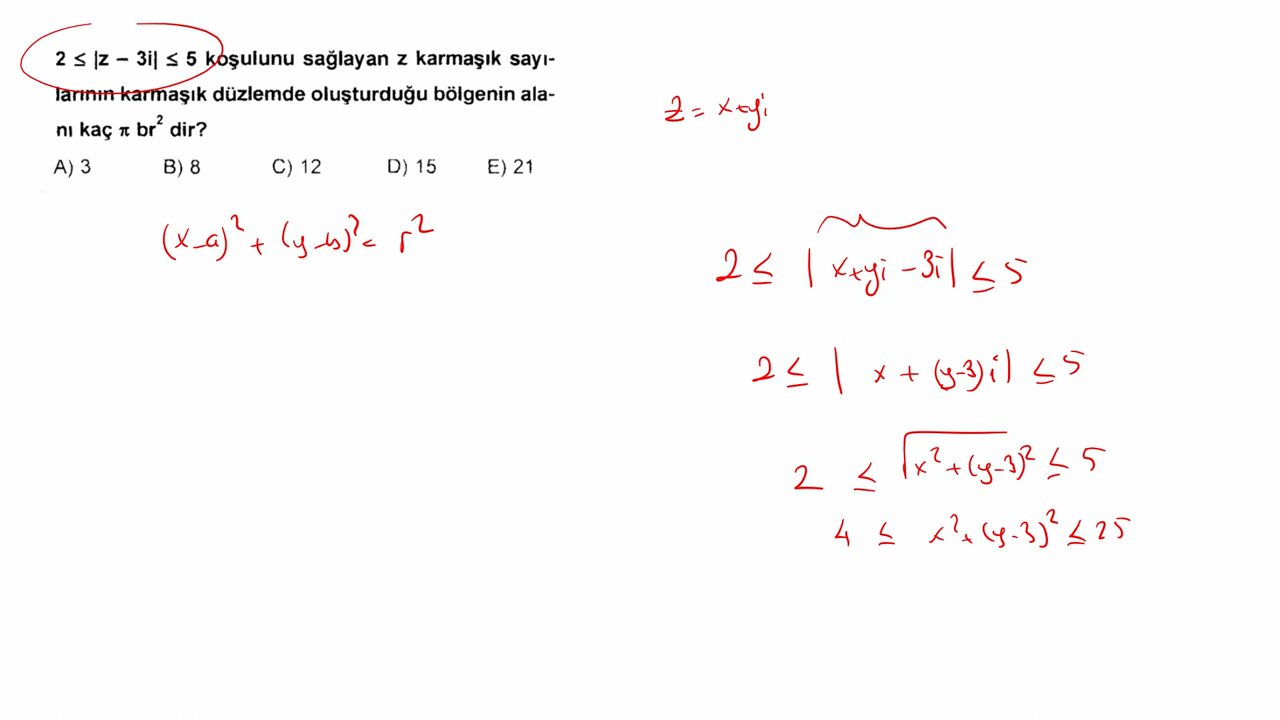 2 ≤ |z – 3i| ≤ 5 koşulunu sağlayan z karmaşık sayı-
larının karmaşık düzlemde oluşturduğu bölgenin ala-
nı kaç π br² dir?
A) 3 B) 8 C) 12 D) 15 E) 21
(x-a)² + (y-b)² = r²
z = x+yi
2 ≤ | x+yi - 3i| ≤ 5
2 ≤ | x + (y-3)i| ≤ 5
2 ≤ √x² + (y-3)² ≤ 5
4 ≤ x² + (y-3)² ≤ 25